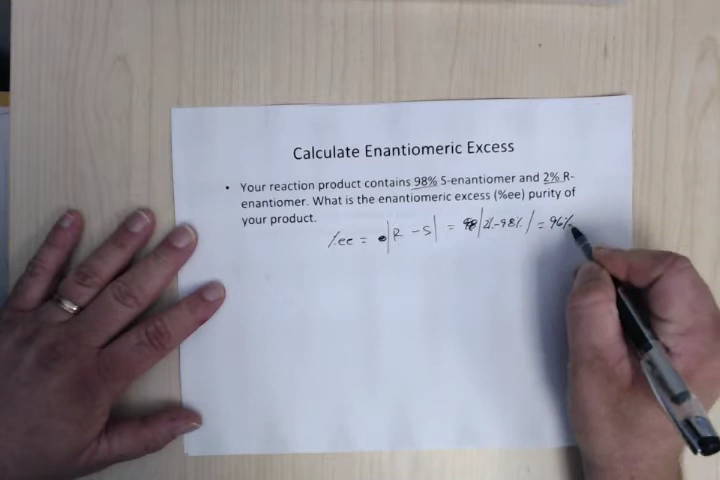 Calculate Enantiomeric Excess
• Your reaction product contains 98% S-enantiomer and 2% R-
enantiomer. What is the enantiomeric excess (%ee) purity of
your product.
%ee = |R - S| = |2%-98%| = 96%